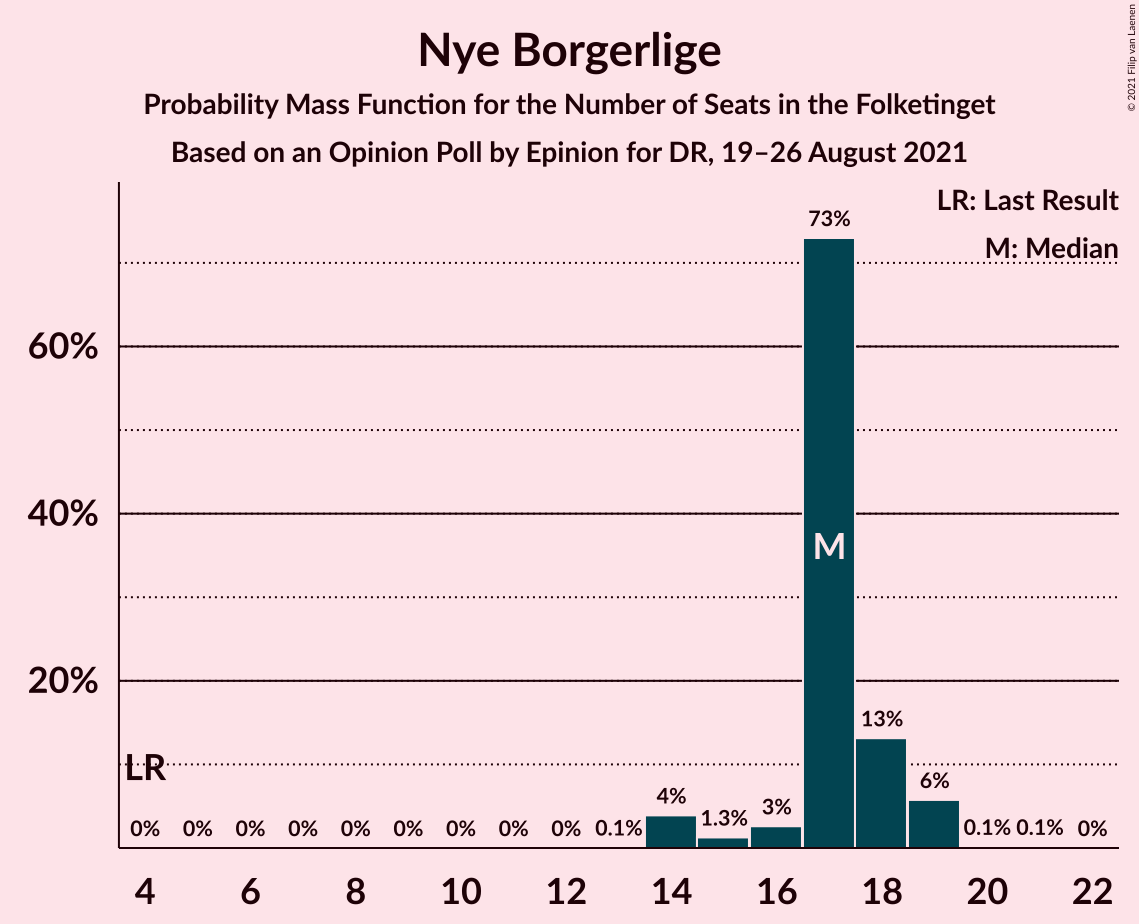 Nye Borgerlige
Probability Mass Function for the Number of Seats in the Folketinget
Based on an Opinion Poll by Epinion for DR, 19–26 August 2021
© 2021 Filip van Laenen
LR: Last Result
M: Median
73%
60%
40%
M
20%
13%
LR
6%
4%
3%
1.3%
0% 0% 0% 0% 0% 0% 0% 0% 0% 0.1% 0.1% 0.1% 0%
4 6 8 10 12 14 16 18 20 22